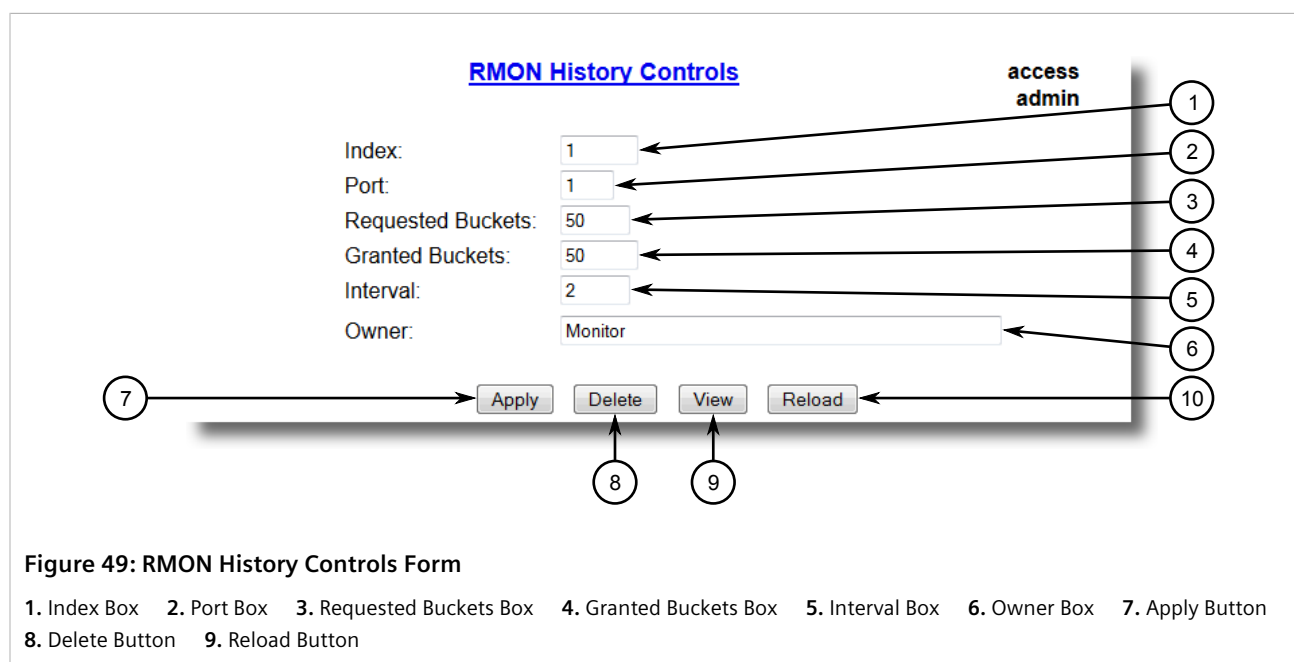 RMON History Controls
access
admin
1
Index: 1
2
Port: 1
3
Requested Buckets: 50
Granted Buckets: 50
4
Interval: 2
5
Owner: Monitor
6
7
Apply Delete View Reload
10
8 9
Figure 49: RMON History Controls Form
1. Index Box 2. Port Box 3. Requested Buckets Box 4. Granted Buckets Box 5. Interval Box 6. Owner Box 7. Apply Button
8. Delete Button 9. Reload Button